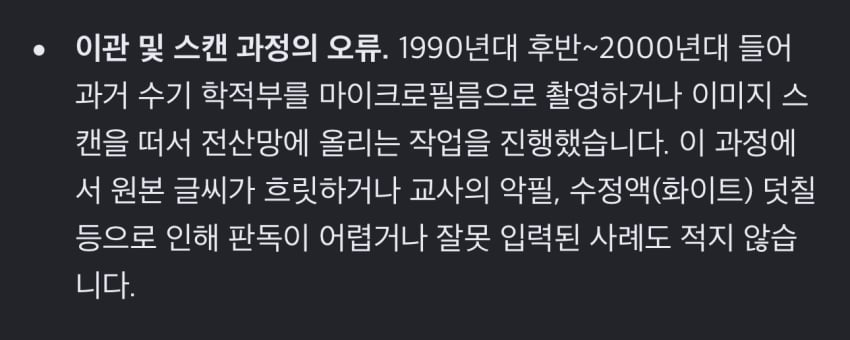 • 이관 및 스캔 과정의 오류. 1990년대 후반~2000년대 들어
과거 수기 학적부를 마이크로필름으로 촬영하거나 이미지 스
캔을 떠서 전산망에 올리는 작업을 진행했습니다. 이 과정에
서 원본 글씨가 흐릿하거나 교사의 악필, 수정액(화이트) 덧칠
등으로 인해 판독이 어렵거나 잘못 입력된 사례도 적지 않습
니다.